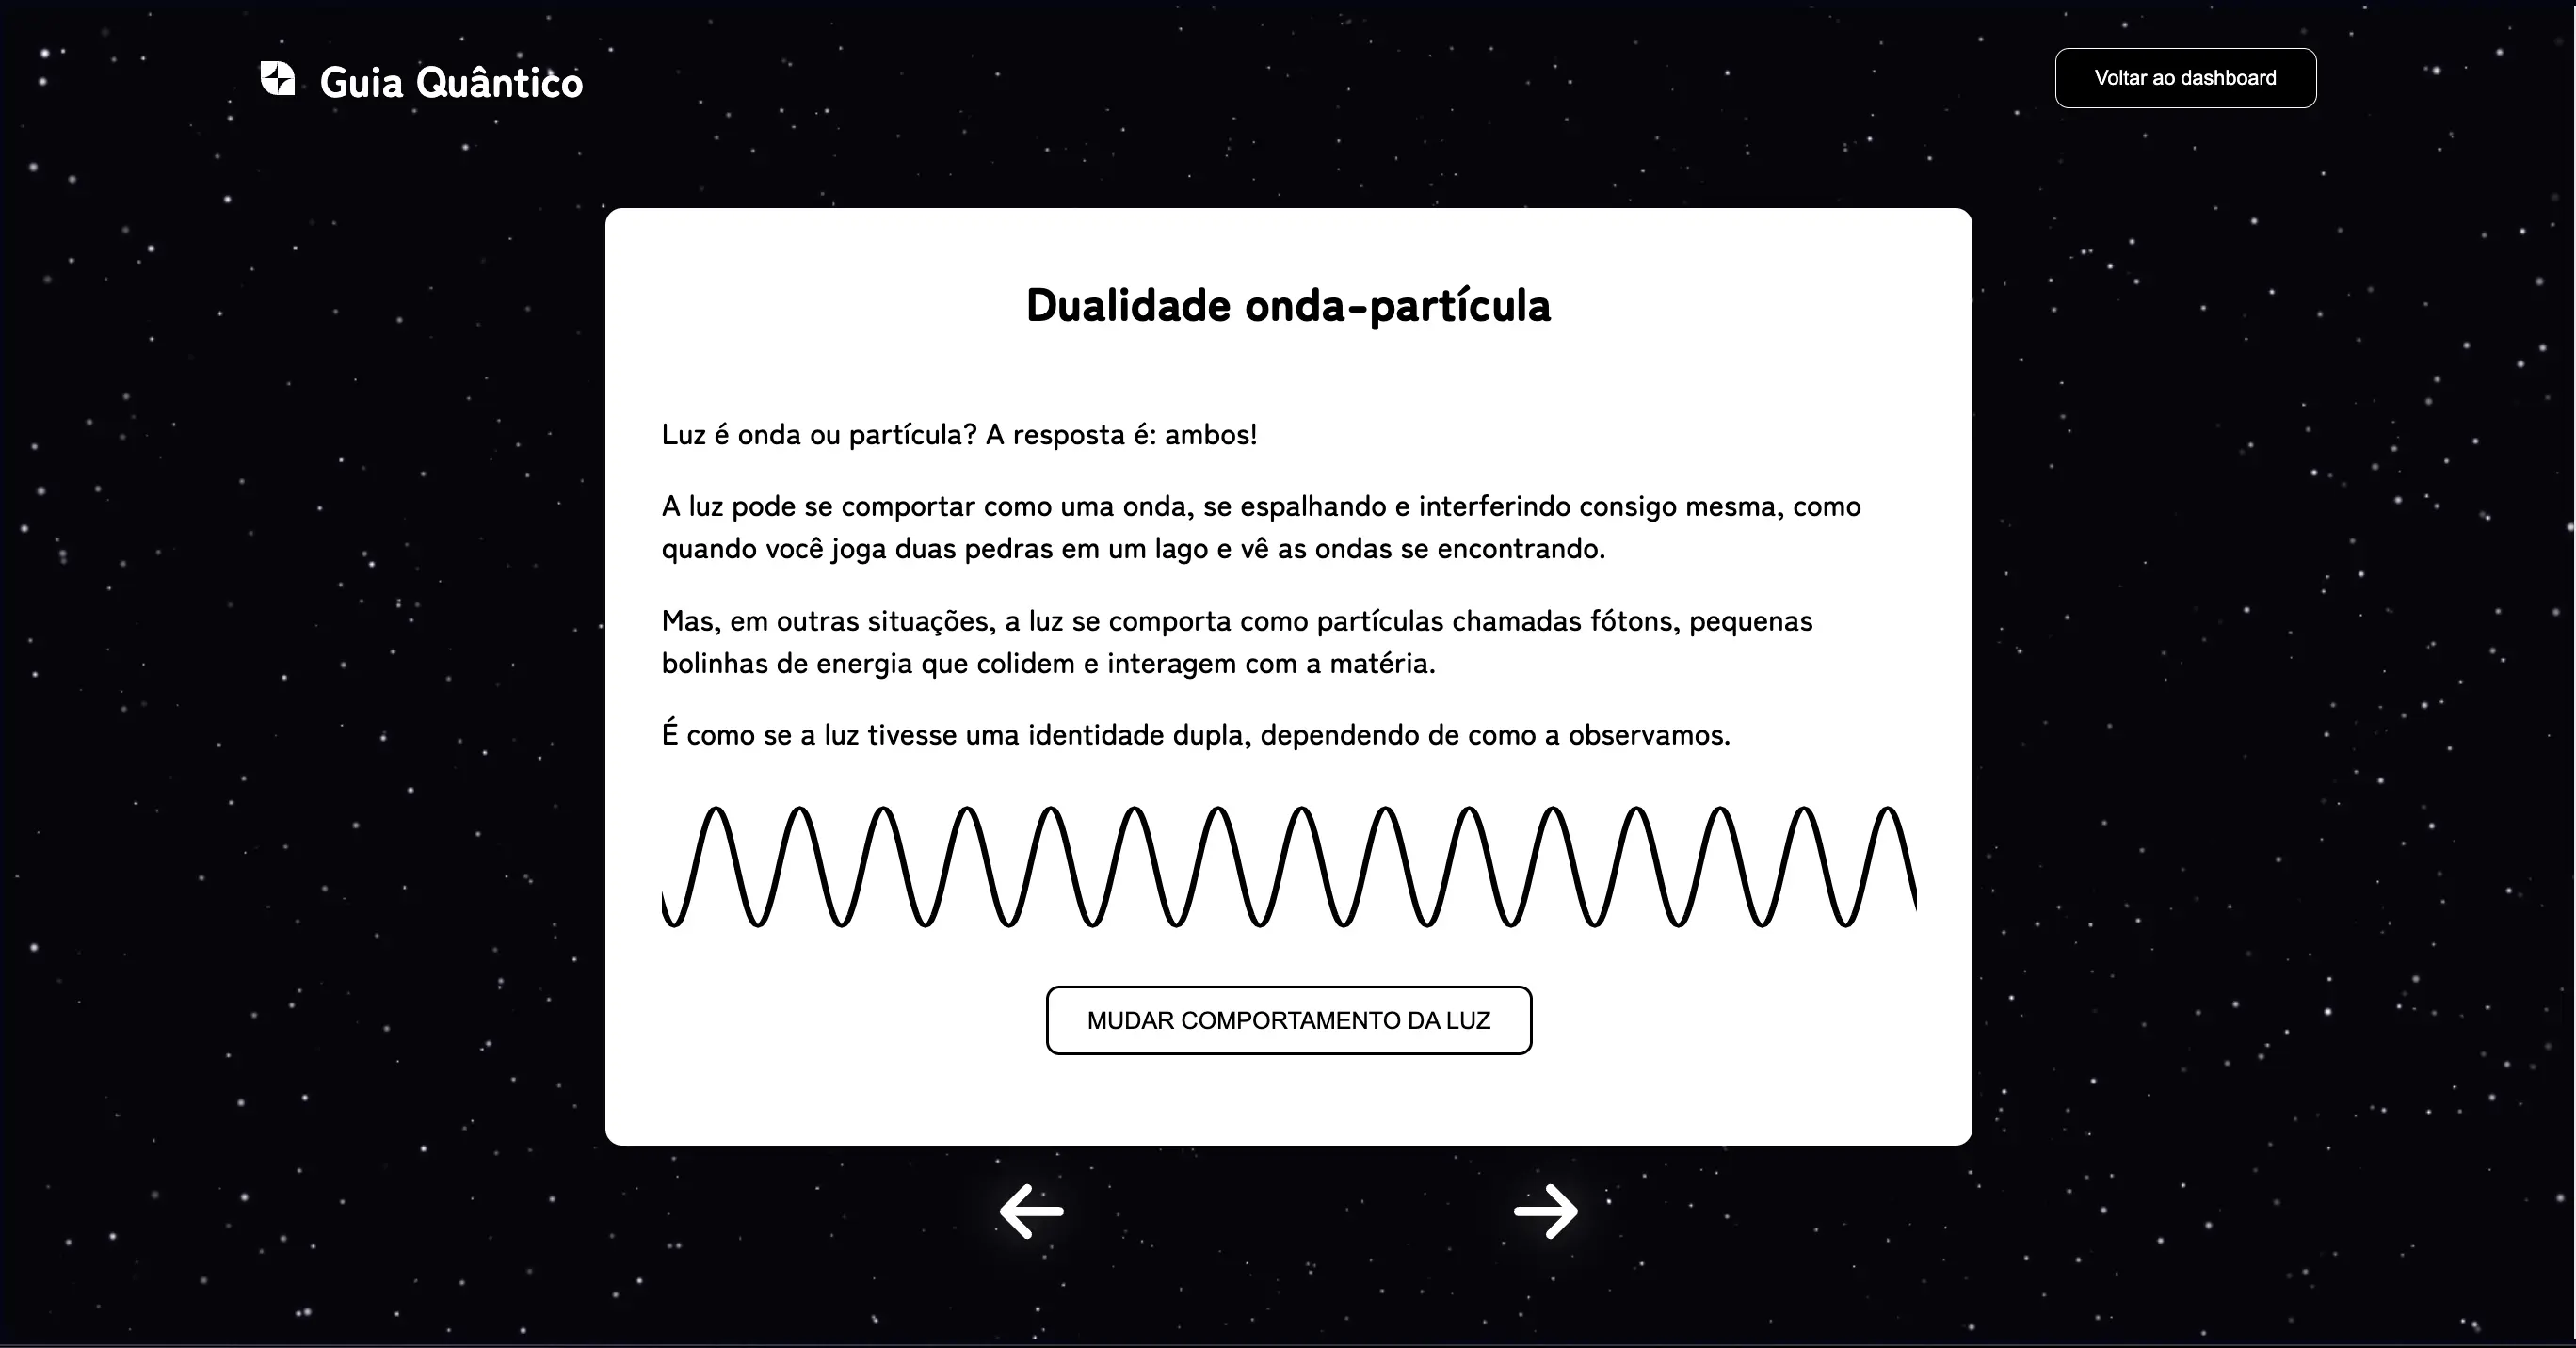 Guia Quântico
Voltar ao dashboard
Dualidade onda-partícula
Luz é onda ou partícula? A resposta é: ambos!
A luz pode se comportar como uma onda, se espalhando e interferindo consigo mesma, como
quando você joga duas pedras em um lago e vê as ondas se encontrando.
Mas, em outras situações, a luz se comporta como partículas chamadas fótons, pequenas
bolinhas de energia que colidem e interagem com a matéria.
É como se a luz tivesse uma identidade dupla, dependendo de como a observamos.
MUDAR COMPORTAMENTO DA LUZ